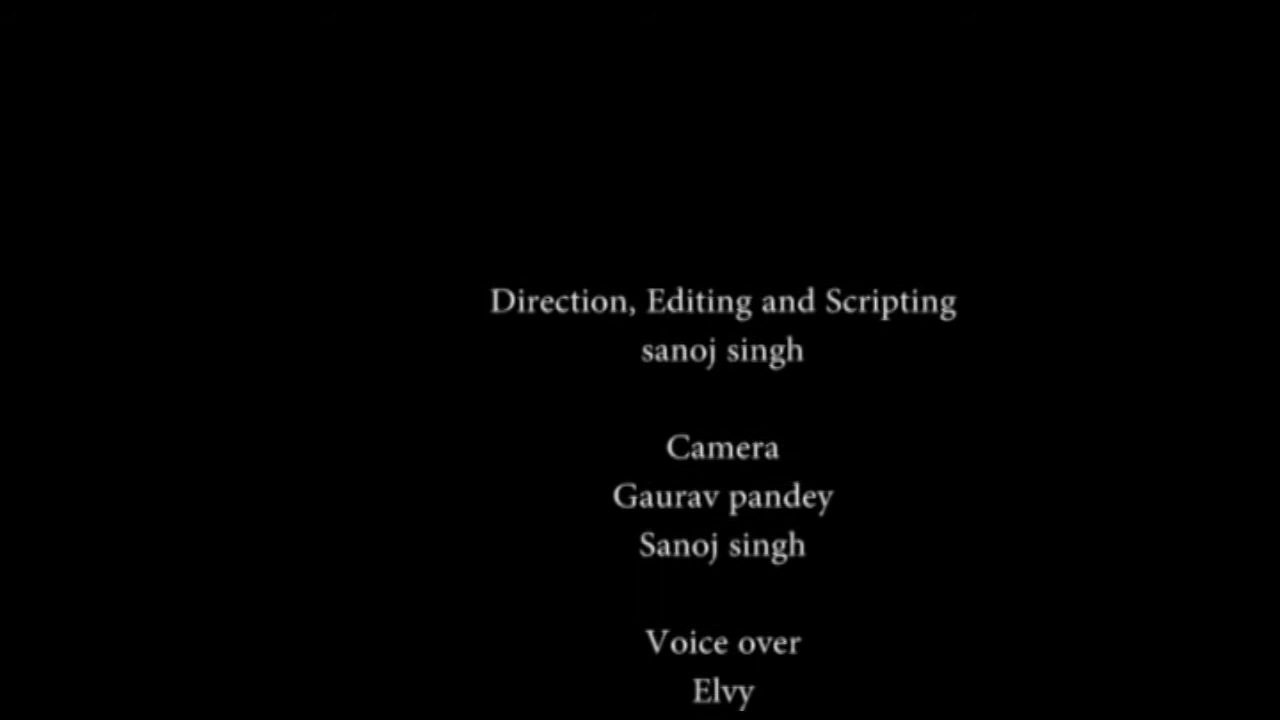 Direction, Editing and Scripting
sanoj singh
Camera
Gaurav pandey
Sanoj singh
Voice over
Elvy